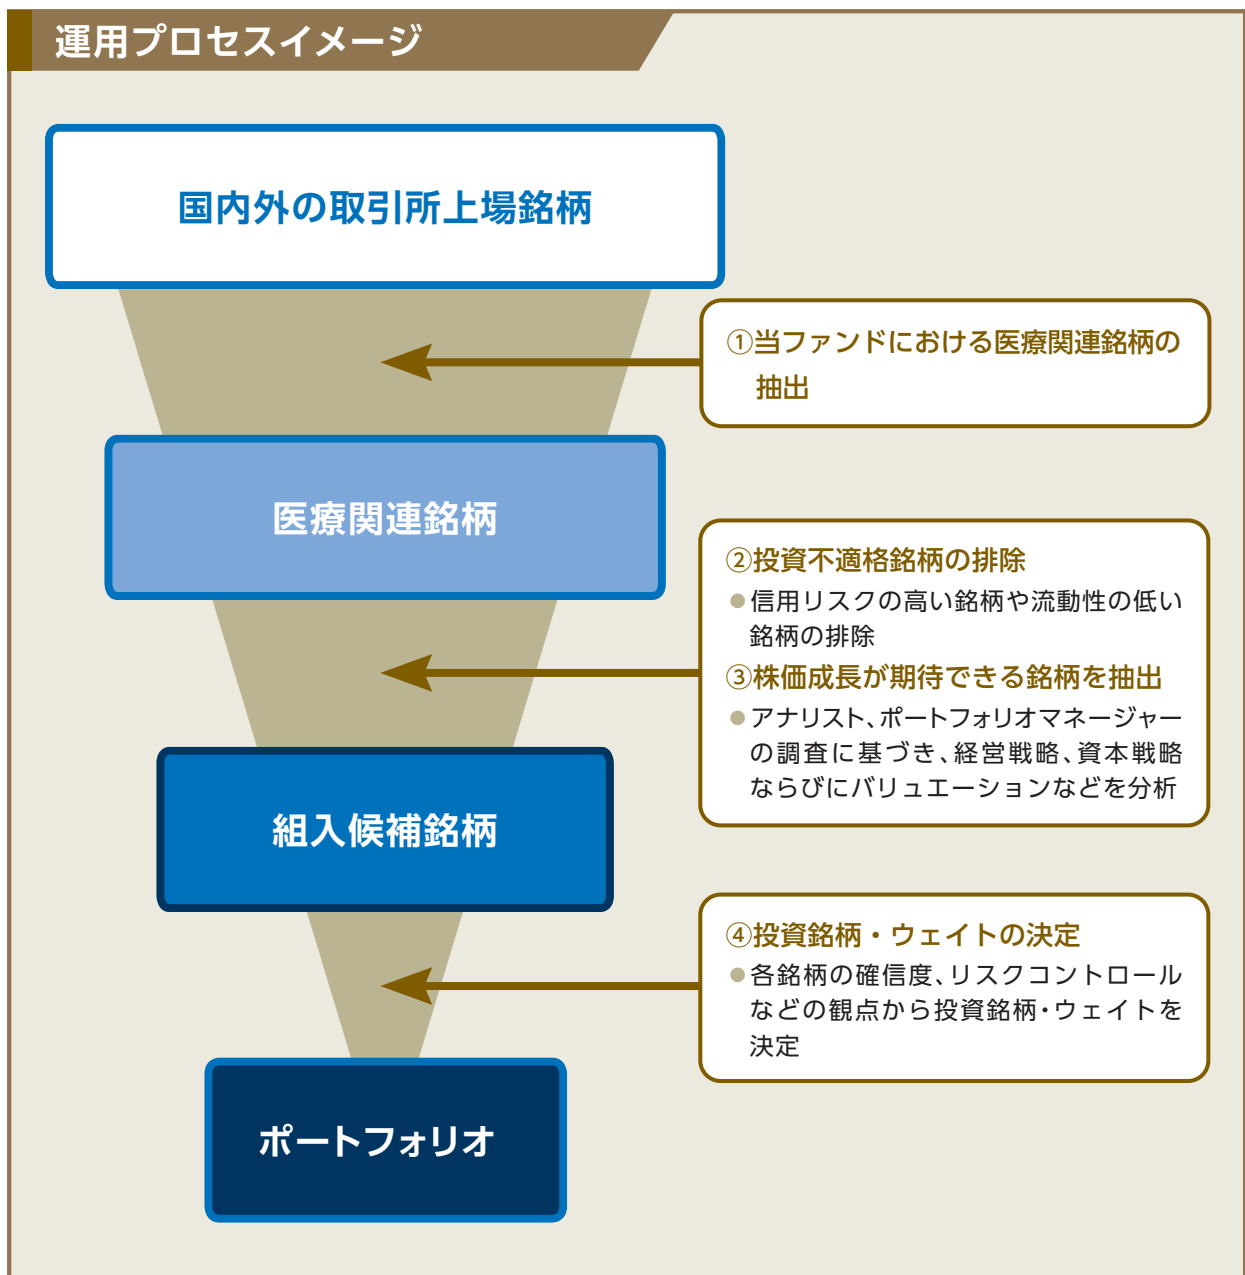 運用プロセスイメージ
国内外の取引所上場銘柄
①当ファンドにおける医療関連銘柄の
抽出
医療関連銘柄
②投資不適格銘柄の排除
●信用リスクの高い銘柄や流動性の低い
銘柄の排除
③株価成長が期待できる銘柄を抽出
●アナリスト、ポートフォリオマネージャー
の調査に基づき、経営戦略、資本戦略
ならびにバリュエーションなどを分析
組入候補銘柄
④投資銘柄・ウェイトの決定
●各銘柄の確信度、リスクコントロール
などの観点から投資銘柄・ウェイトを
決定
ポートフォリオ